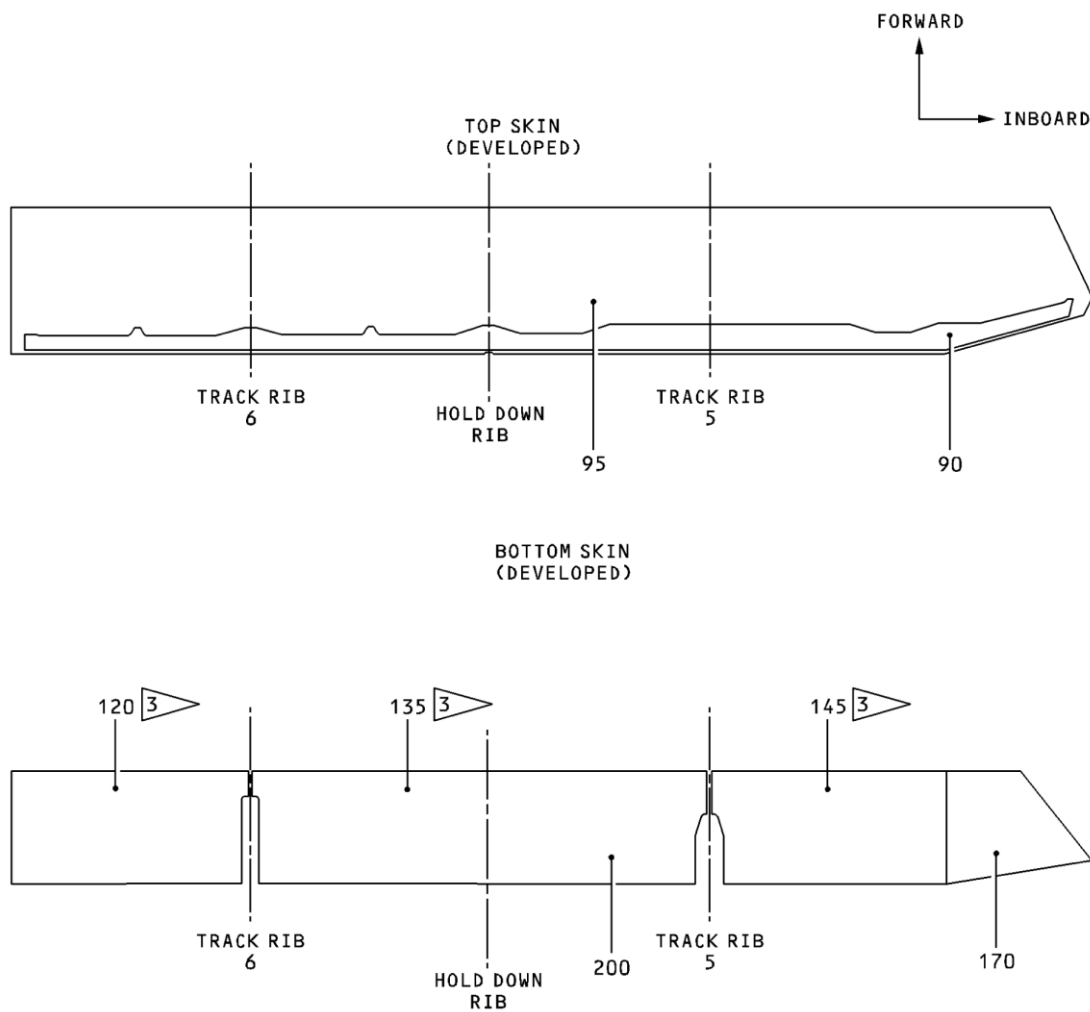 FORWARD
INBOARD
TOP SKIN
(DEVELOPED)
TRACK RIB
6
HOLD DOWN
RIB
TRACK RIB
5
95
90
BOTTOM SKIN
(DEVELOPED)
120 3
135 3
145 3
TRACK RIB
6
HOLD DOWN
RIB
200
TRACK RIB
5
170